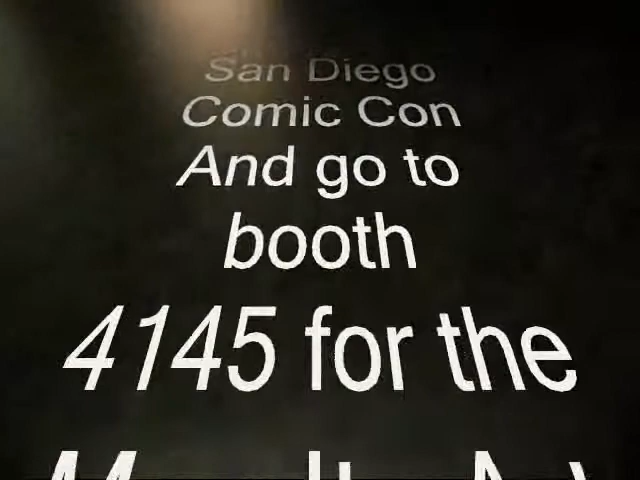 San Diego
Comic Con
And go to
booth
4145 for the